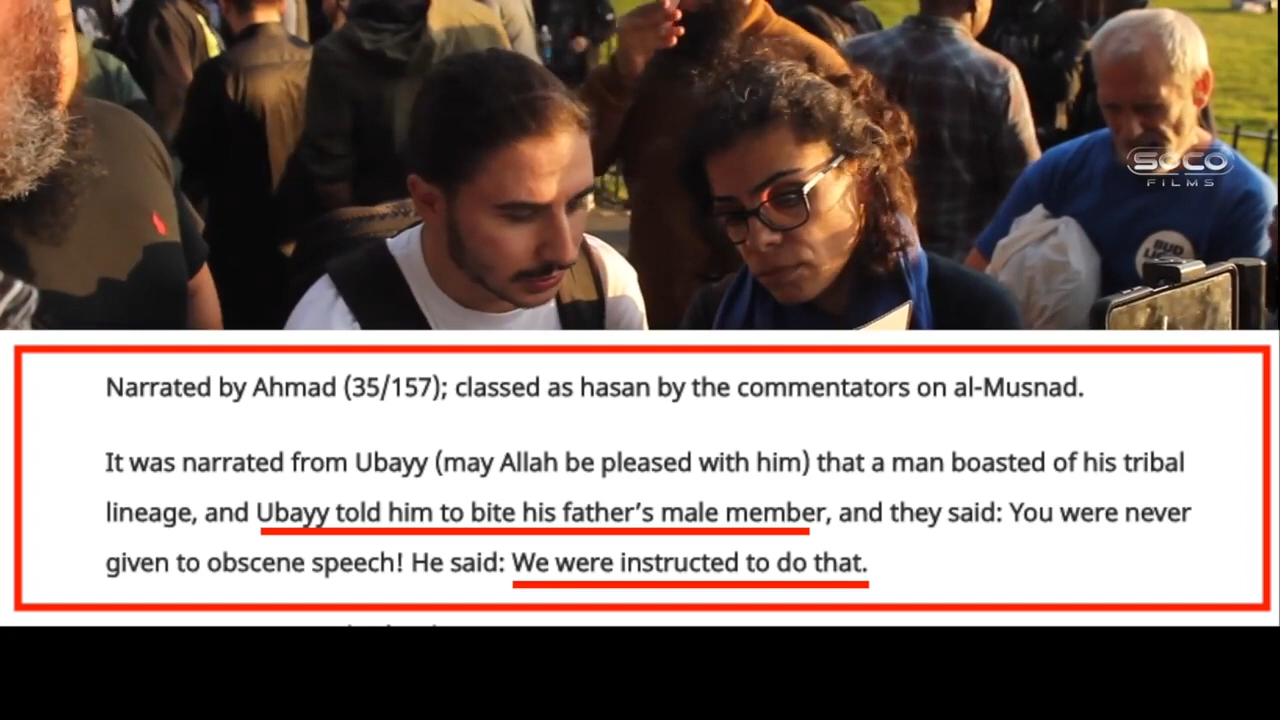 SOCO
FILMS
BUD
Narrated by Ahmad (35/157); classed as hasan by the commentators on al-Musnad.
It was narrated from Ubayy (may Allah be pleased with him) that a man boasted of his tribal
lineage, and Ubayy told him to bite his father's male member, and they said: You were never
given to obscene speech! He said: We were instructed to do that.